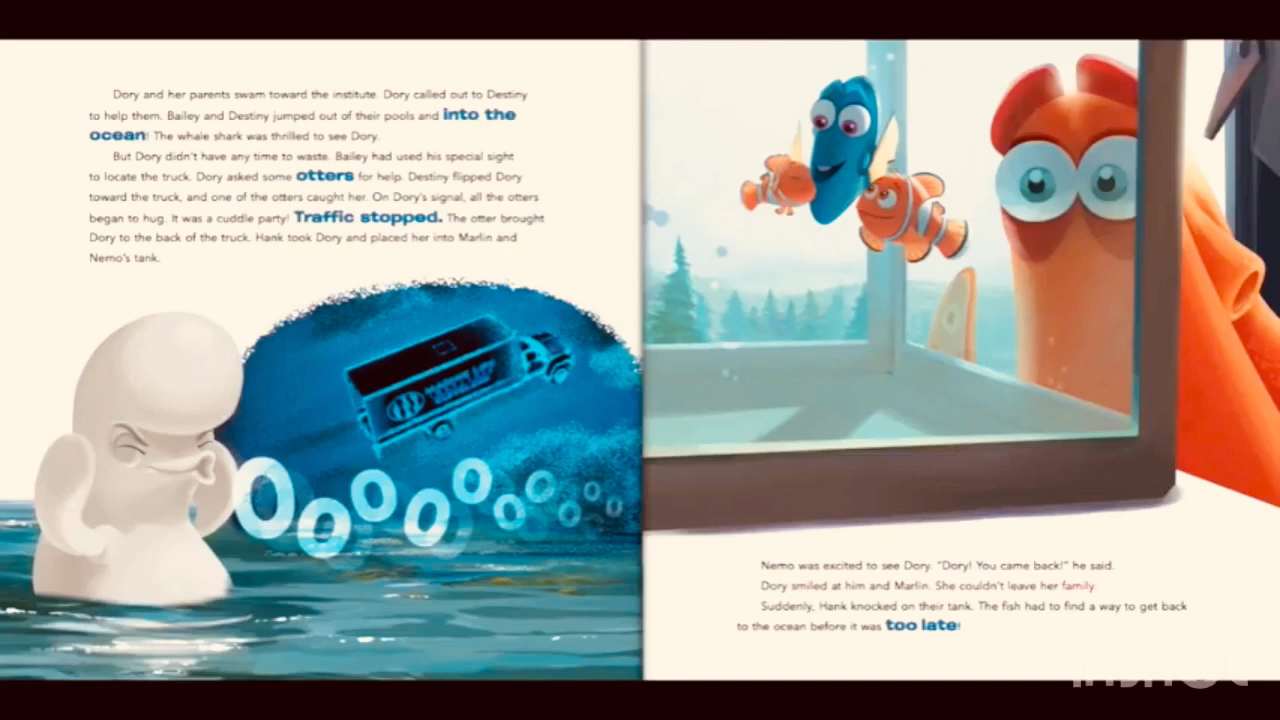 Dory and her parents swam toward the institute. Dory called out to Destiny
to help them. Bailey and Destiny jumped out of their pools and into the
ocean! The whale shark was thrilled to see Dory.
But Dory didn't have any time to waste. Bailey had used his special sight
to locate the truck. Dory asked some otters for help. Destiny flipped Dory
toward the truck, and one of the otters caught her. On Dory's signal, all the otters
began to hug. It was a cuddle party! Traffic stopped. The otter brought
Dory to the back of the truck. Hank took Dory and placed her into Marlin and
Nemo's tank.
Nemo was excited to see Dory. "Dory! You came back!" he said.
Dory smiled at him and Marlin. She couldn't leave her family.
Suddenly, Hank knocked on their tank. The fish had to find a way to get back
to the ocean before it was too late!